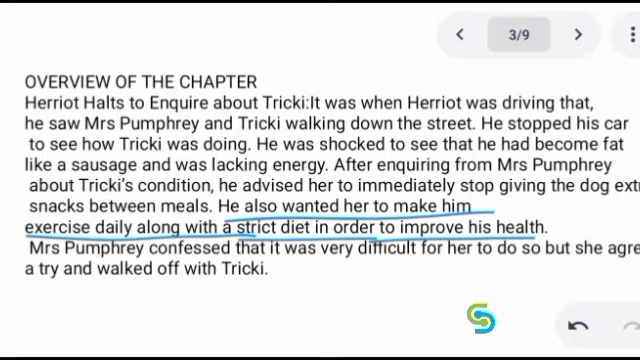 3/9
OVERVIEW OF THE CHAPTER
Herriot Halts to Enquire about Tricki:It was when Herriot was driving that,
he saw Mrs Pumphrey and Tricki walking down the street. He stopped his car
to see how Tricki was doing. He was shocked to see that he had become fat
like a sausage and was lacking energy. After enquiring from Mrs Pumphrey
about Tricki's condition, he advised her to immediately stop giving the dog ext
snacks between meals. He also wanted her to make him
exercise daily along with a strict diet in order to improve his health.
Mrs Pumphrey confessed that it was very difficult for her to do so but she agre
a try and walked off with Tricki.